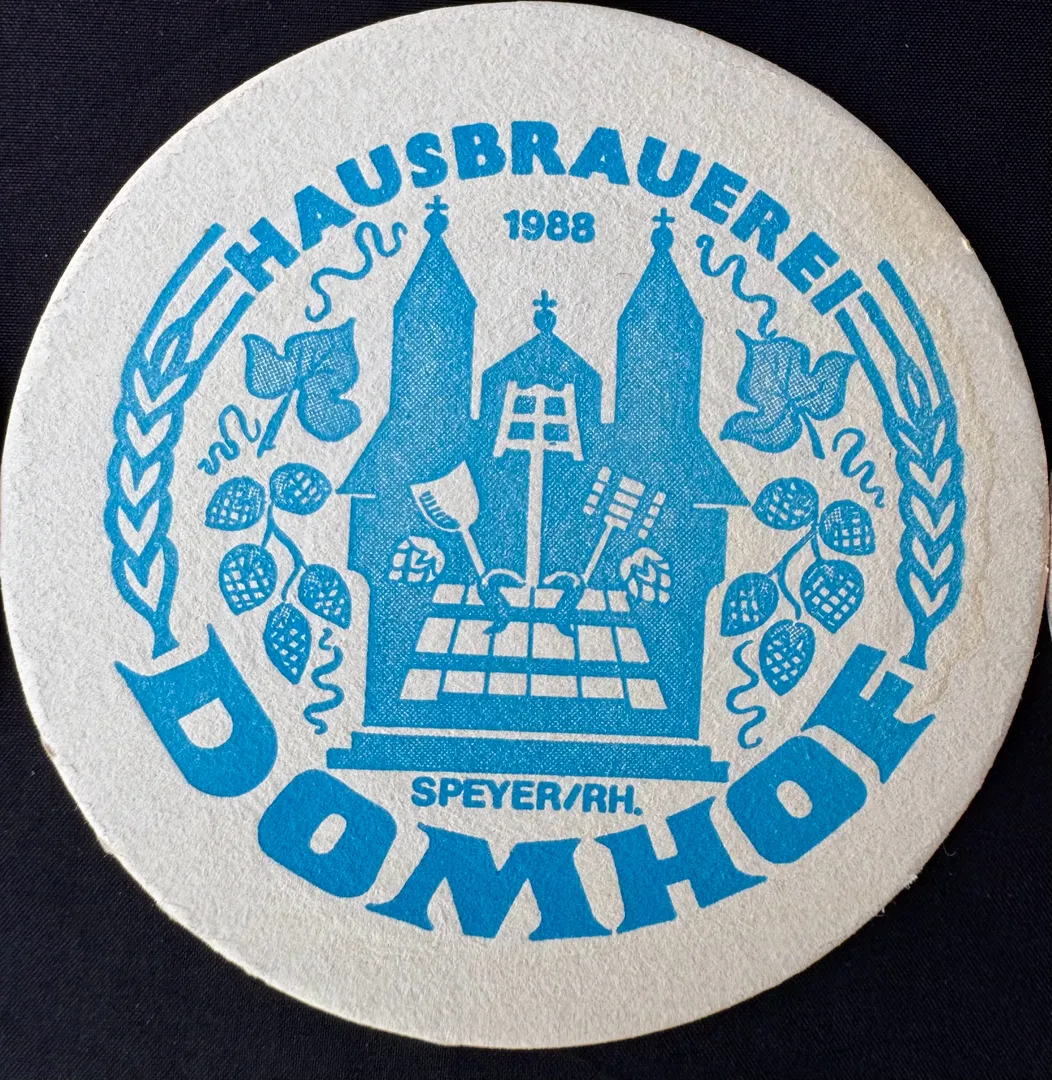 HAUSBRAUEREI
1988
SPEYER/RH.
DOMHOF